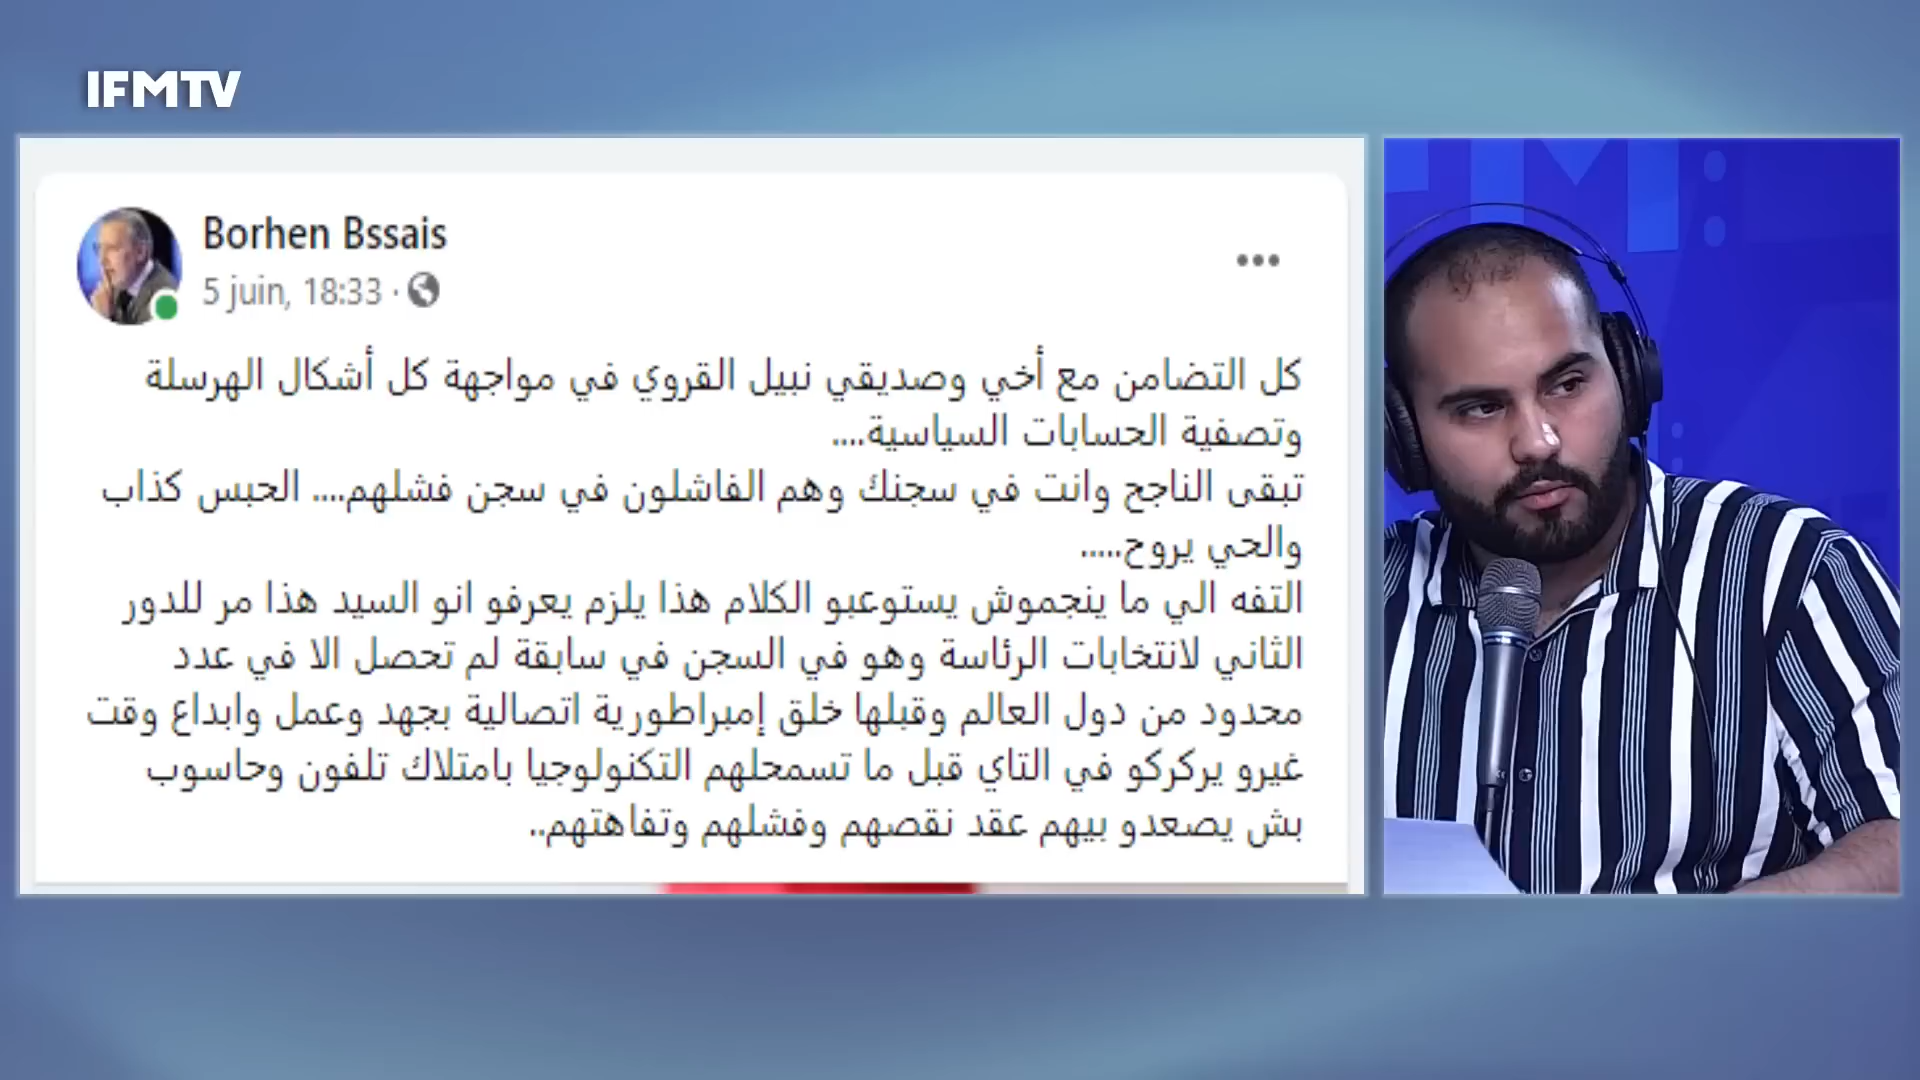 IFMTV
Borhen Bssais
5 juin, 18:33 ·
كل التضامن مع أخي وصديقي نبيل القروي في مواجهة كل أشكال الهرسلة
وتصفية الحسابات السياسية....
تبقى الناجح وانت في سجنك وهم الفاشلون في سجن فشلهم.... الحبس كذاب
والحي يروح.....
التفه الي ما ينجموش يستوعبو الكلام هذا يلزم يعرفو انو السيد هذا مر للدور
الثاني لانتخابات الرئاسة وهو في السجن في سابقة لم تحصل الا في عدد
محدود من دول العالم وقبلها خلق إمبراطورية اتصالية بجهد وعمل وابداع وقت
غيرو يركركو في التاي قبل ما تسمحلهم التكنولوجيا بامتلاك تلفون وحاسوب
بش يصعدو بيهم عقد نقصهم وفشلهم وتفاهتهم..